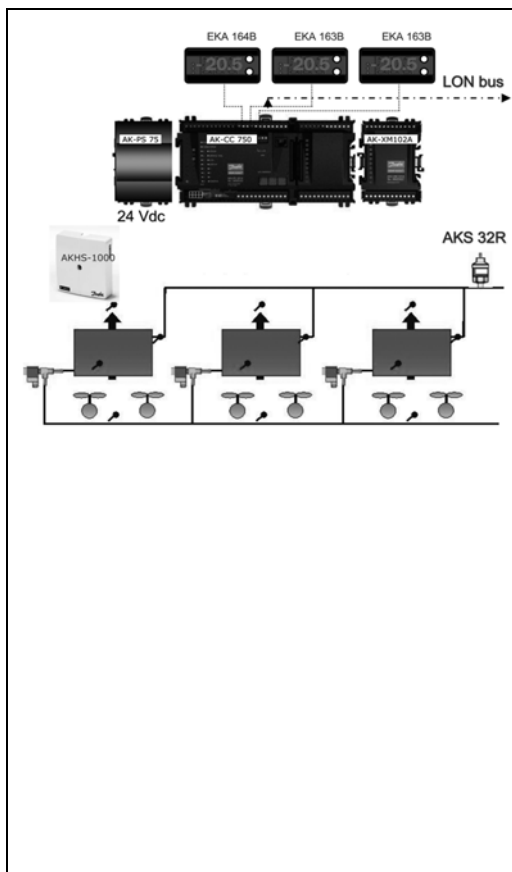 EKA 164B EKA 163B EKA 163B
- 20.5 - 20.5 - 20.5
LON bus
AK-PS 75 AK-CC 750 AK-XM102A
24 Vdc
AKS 32R
AKHS-1000